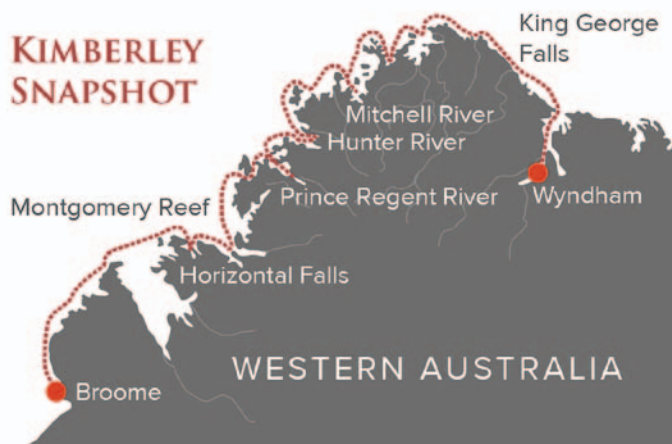 KIMBERLEY
SNAPSHOT
King George
Falls
Mitchell River
Hunter River
Prince Regent River
Wyndham
Montgomery Reef
Horizontal Falls
WESTERN AUSTRALIA
Broome